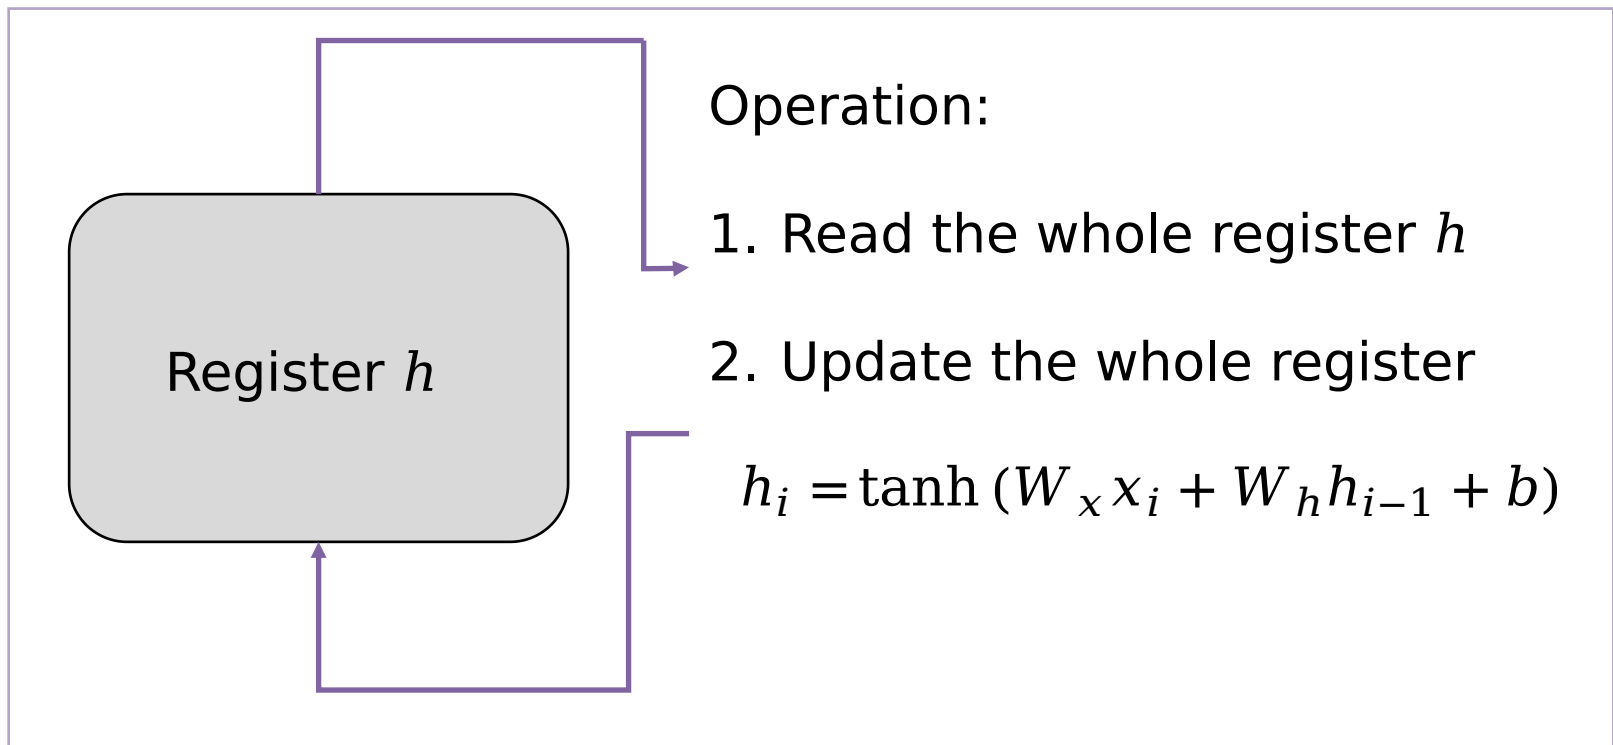 Operation:
1. Read the whole register h
Register h
2. Update the whole register
h_i = tanh (W_x x_i + W_h h_{i−1} + b)